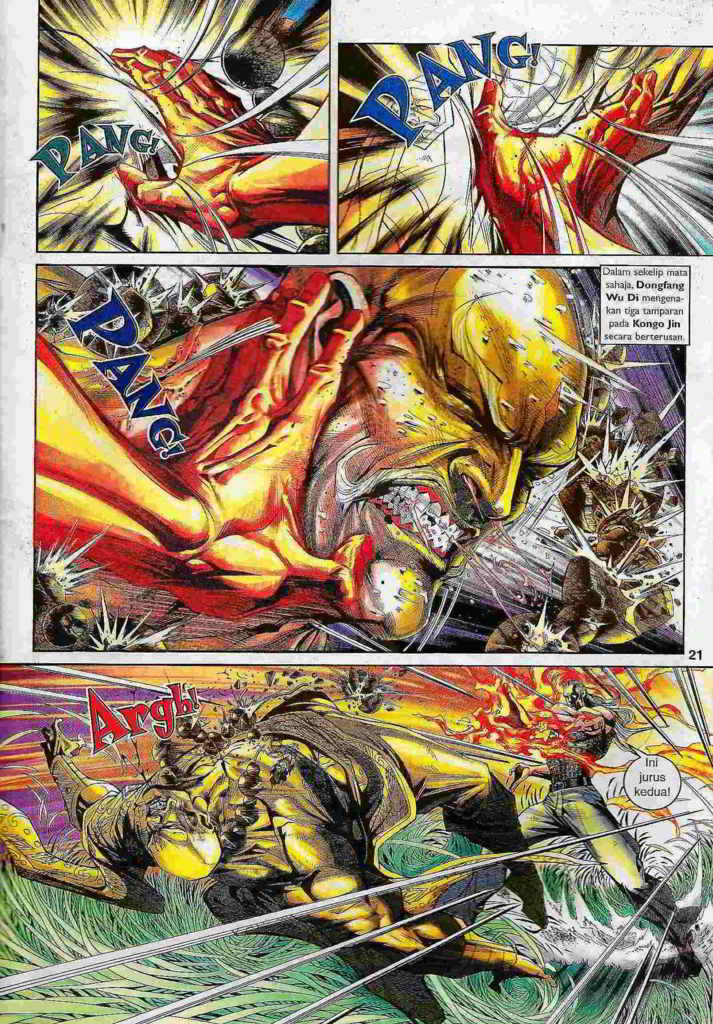 PANG!
PANG!
Dalam sekelip mata
sahaja, Dongfang
Wu Di mengena-
kan tiga tamparan
pada Kongo Jin
secara berterusan.
PANG!
21
Argh!
Ini
jurus
kedua!